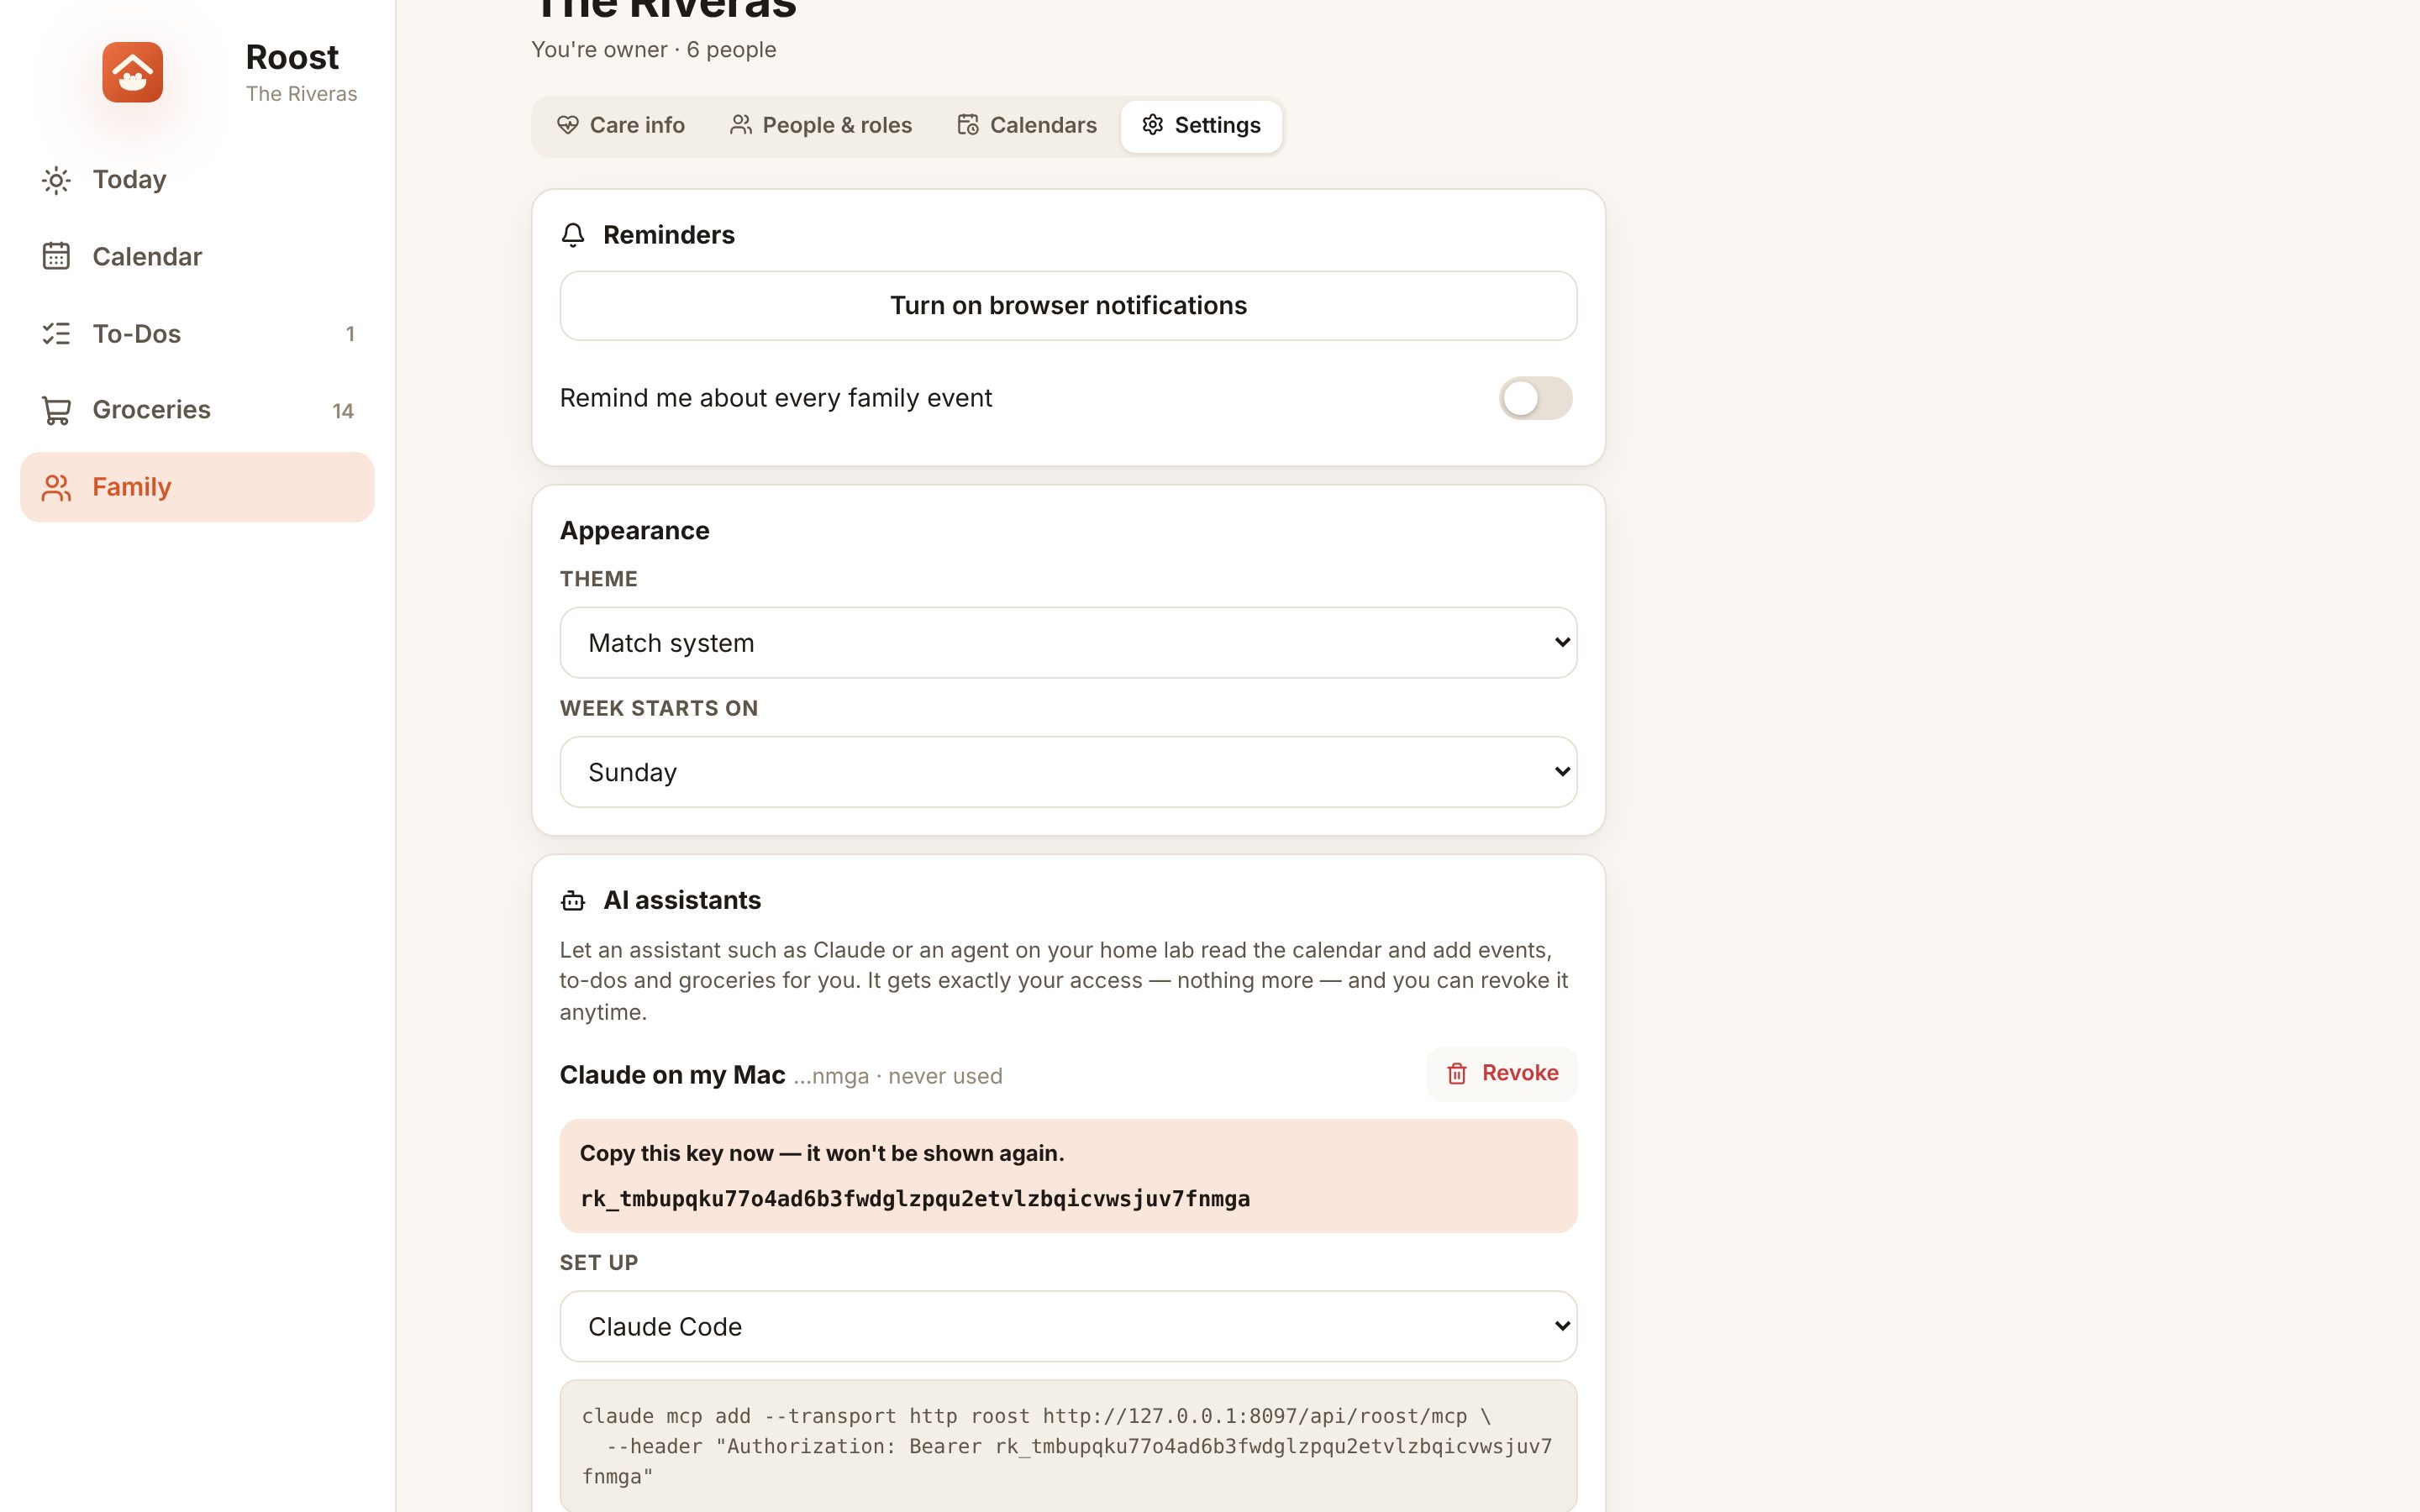 Roost
The Riveras
Today
Calendar
To-Dos 1
Groceries 14
Family
The Riveras
You're owner · 6 people
Care info People & roles Calendars Settings
Reminders
Turn on browser notifications
Remind me about every family event
Appearance
THEME
Match system
WEEK STARTS ON
Sunday
AI assistants
Let an assistant such as Claude or an agent on your home lab read the calendar and add events,
to-dos and groceries for you. It gets exactly your access — nothing more — and you can revoke it
anytime.
Claude on my Mac ...nmga · never used Revoke
Copy this key now — it won't be shown again.
rk_tmbupqku77o4ad6b3fwdglzpqu2etvlzbqicvwsjuv7fnmga
SET UP
Claude Code
claude mcp add --transport http roost http://127.0.0.1:8097/api/roost/mcp \
--header "Authorization: Bearer rk_tmbupqku77o4ad6b3fwdglzpqu2etvlzbqicvwsjuv7
fnmga"